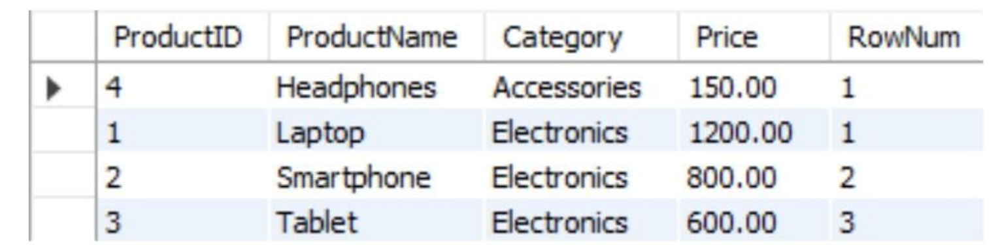 ProductID ProductName Category Price RowNum
4 Headphones Accessories 150.00 1
1 Laptop Electronics 1200.00 1
2 Smartphone Electronics 800.00 2
3 Tablet Electronics 600.00 3